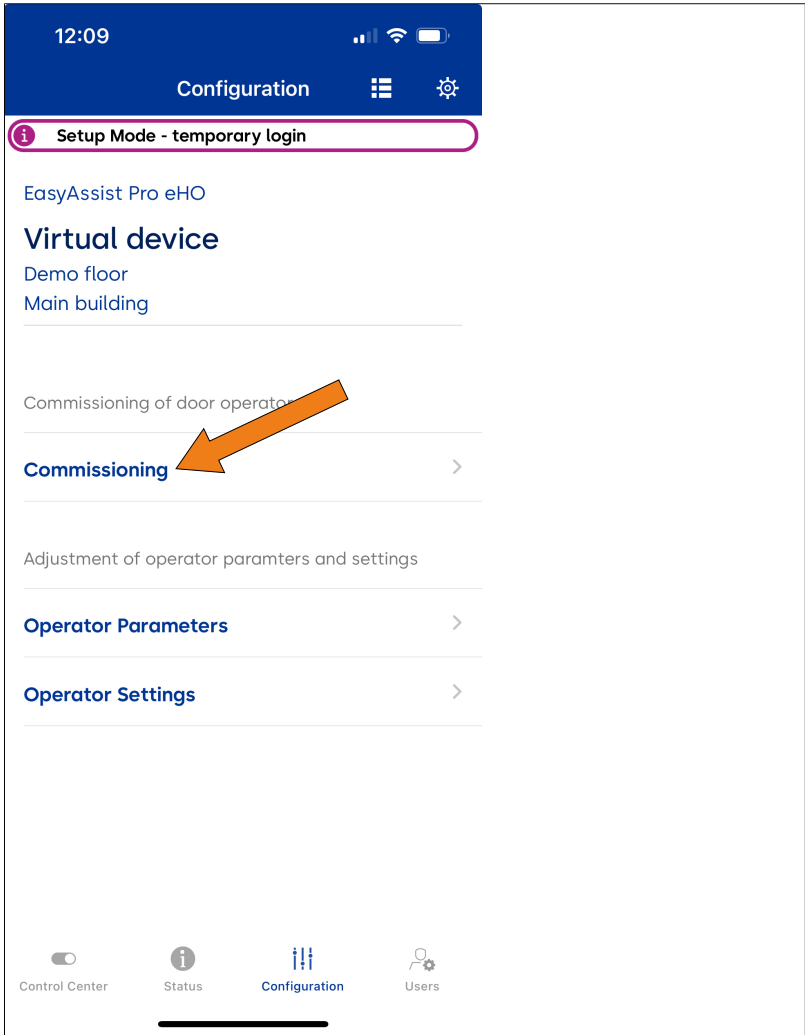 12:09
Configuration
Setup Mode - temporary login
EasyAssist Pro eHO
Virtual device
Demo floor
Main building
Commissioning of door operator
Commissioning
Adjustment of operator paramters and settings
Operator Parameters
Operator Settings
Control Center
Status
Configuration
Users